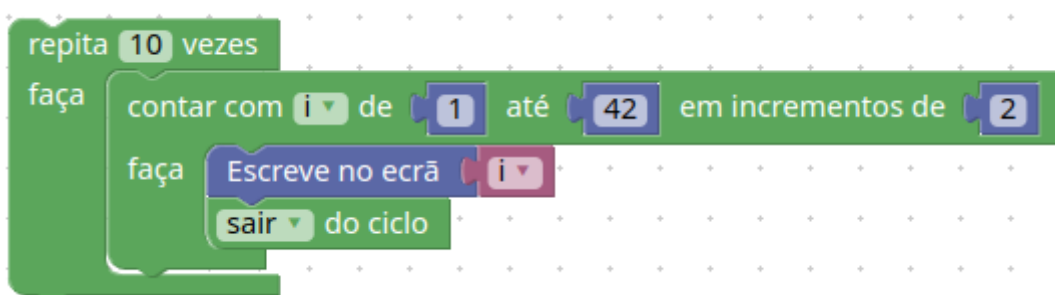 repita 10 vezes
faça
contar com i de 1 até 42 em incrementos de 2
faça
Escreve no ecrã i
sair do ciclo